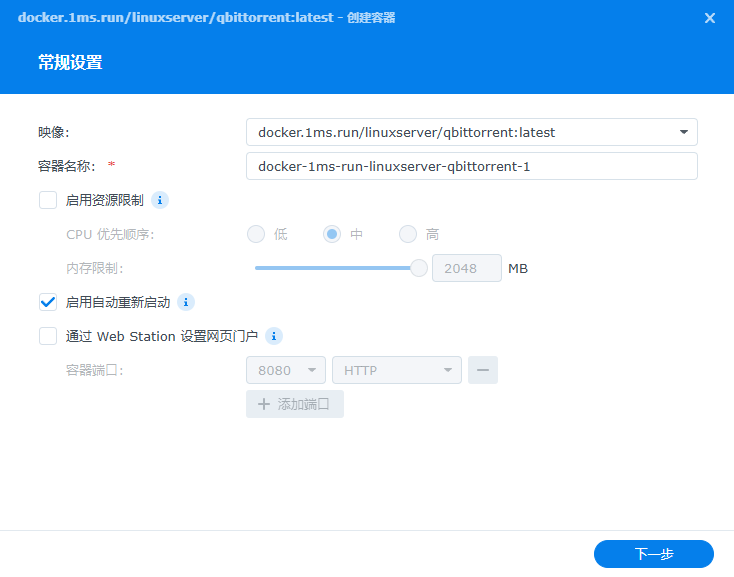 docker.1ms.run/linuxserver/qbittorrent:latest - 创建容器
常规设置
映像: docker.1ms.run/linuxserver/qbittorrent:latest
容器名称: * docker-1ms-run-linuxserver-qbittorrent-1
启用资源限制
CPU 优先顺序: 低 中 高
内存限制: 2048 MB
启用自动重新启动
通过 Web Station 设置网页门户
容器端口: 8080 HTTP
添加端口
下一步